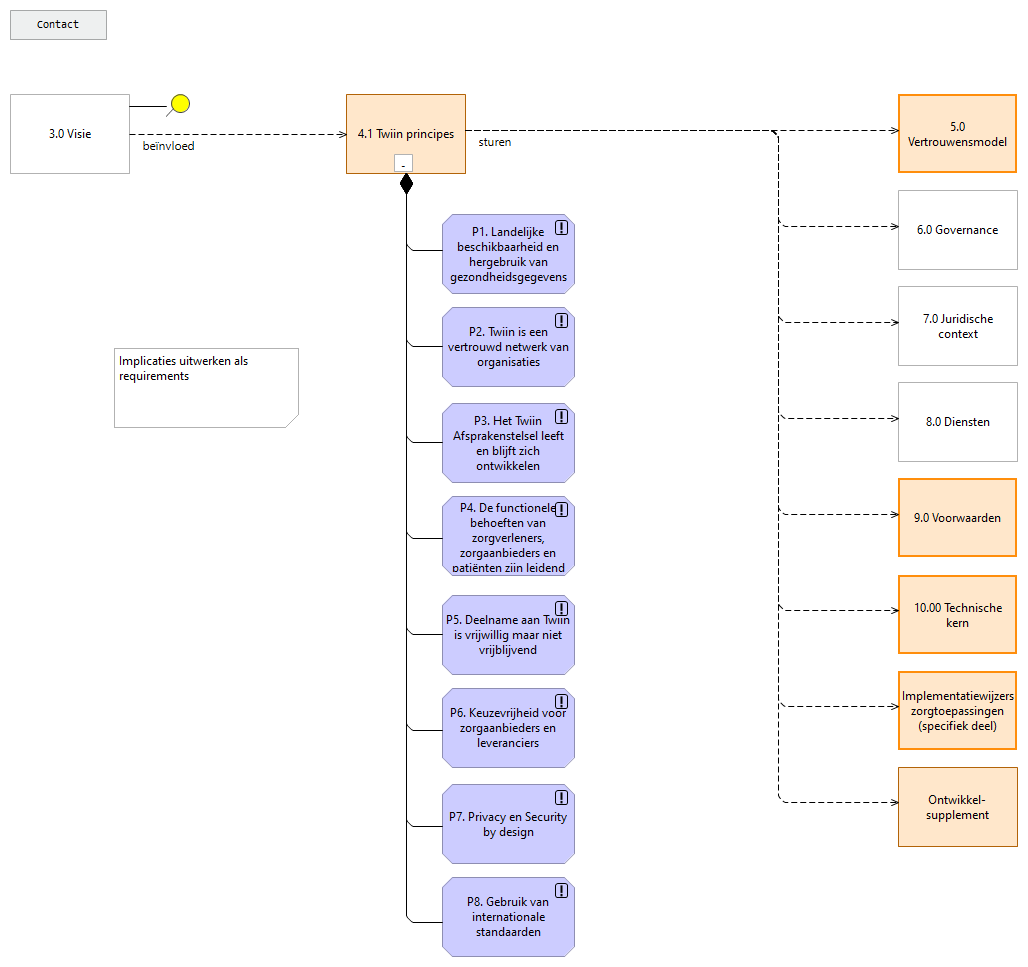 Contact
3.0 Visie
beïnvloed
4.1 Twiin principes
-
sturen
5.0
Vertrouwensmodel
6.0 Governance
7.0 Juridische
context
8.0 Diensten
9.0 Voorwaarden
10.00 Technische
kern
Implementatiewijzers
zorgtoepassingen
(specifiek deel)
Ontwikkel-
supplement
P1. Landelijke
beschikbaarheid en
hergebruik van
gezondheidsgegevens
P2. Twiin is een
vertrouwd netwerk van
organisaties
Implicaties uitwerken als
requirements
P3. Het Twiin
Afsprakenstelsel leeft
en blijft zich
ontwikkelen
P4. De functionele
behoeften van
zorgverleners,
zorgaanbieders en
patiënten zijn leidend
P5. Deelname aan Twiin
is vrijwillig maar niet
vrijblijvend
P6. Keuzevrijheid voor
zorgaanbieders en
leveranciers
P7. Privacy en Security
by design
P8. Gebruik van
internationale
standaarden